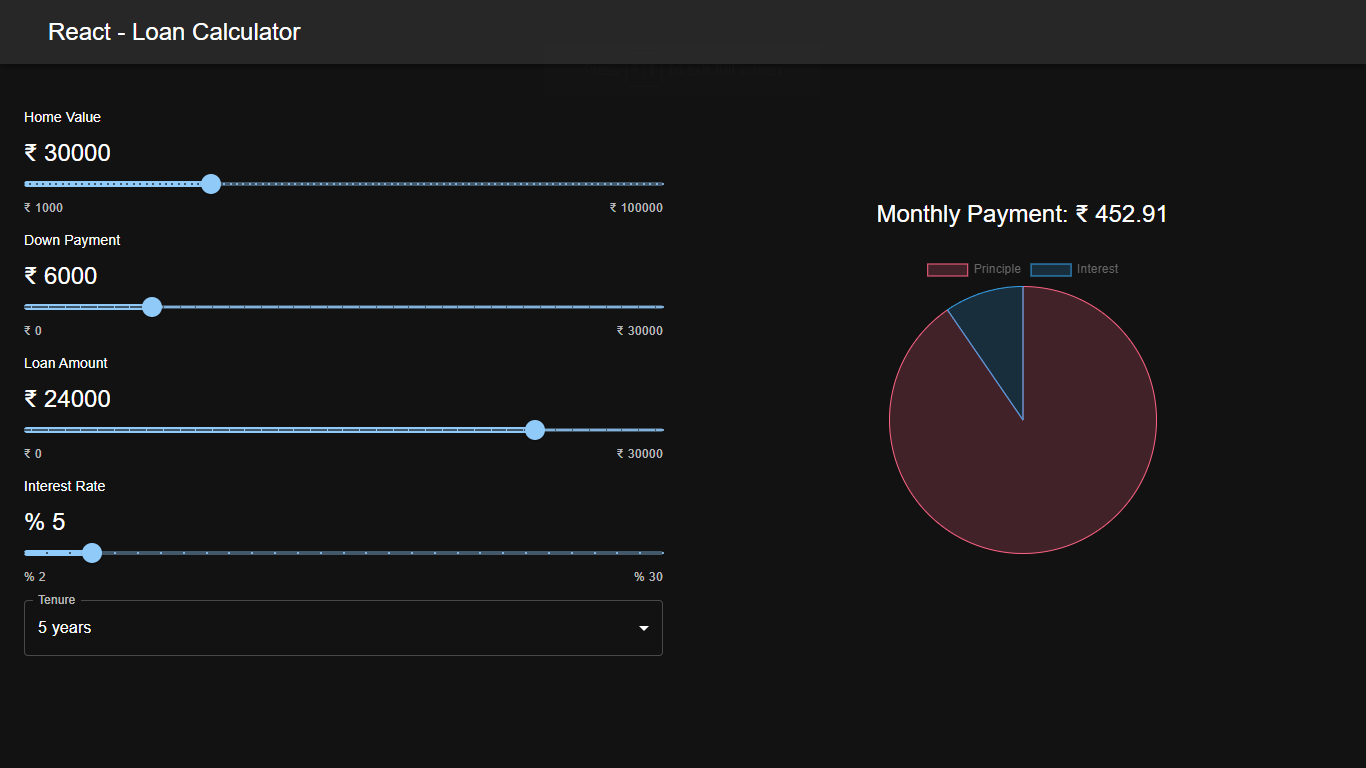 React - Loan Calculator
Home Value
₹ 30000
₹ 1000 ₹ 100000
Down Payment
₹ 6000
₹ 0 ₹ 30000
Loan Amount
₹ 24000
₹ 0 ₹ 30000
Interest Rate
% 5
% 2 % 30
Tenure
5 years
Monthly Payment: ₹ 452.91
Principle Interest